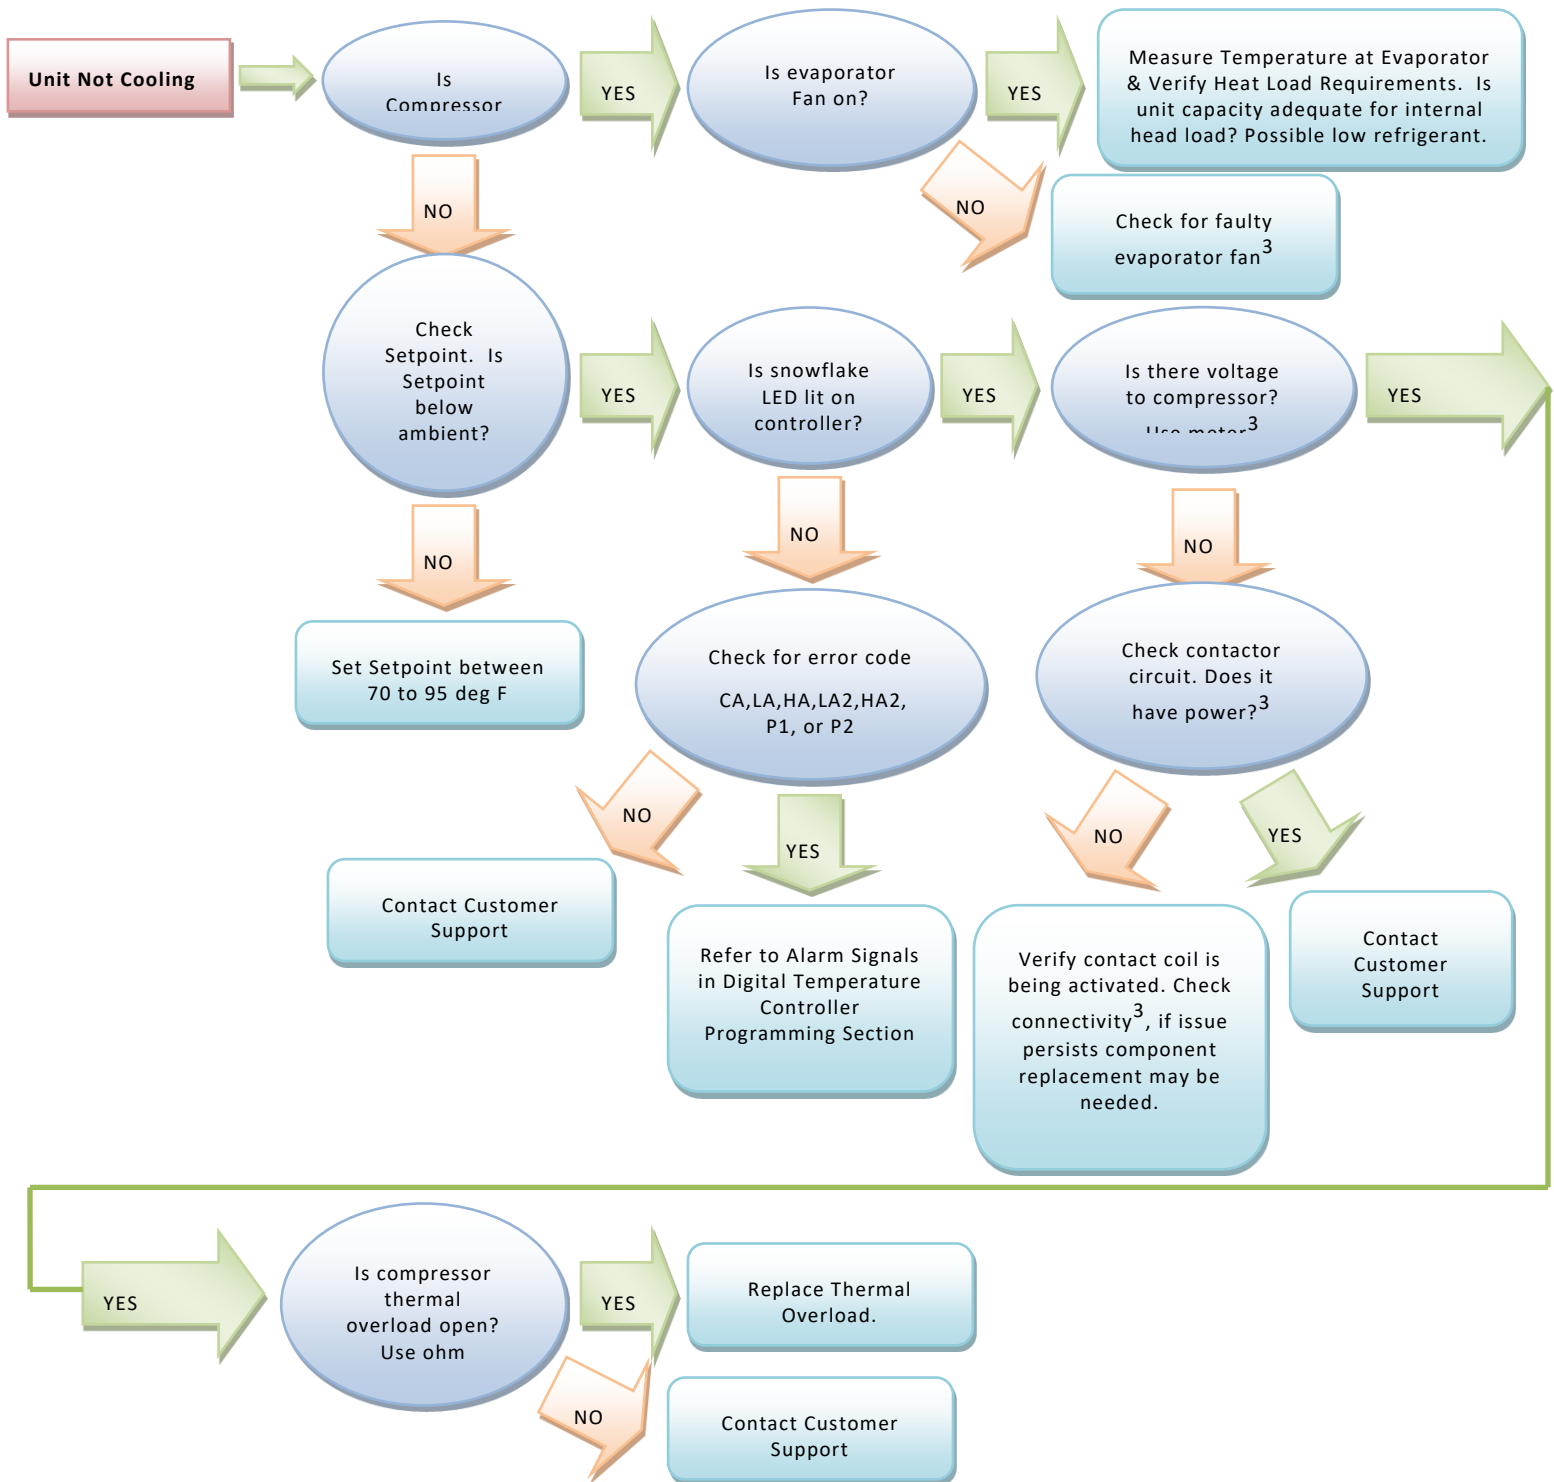 Unit Not Cooling
Is
Compressor
YES
Is evaporator
Fan on?
YES
Measure Temperature at Evaporator
& Verify Heat Load Requirements. Is
unit capacity adequate for internal
head load? Possible low refrigerant.
NO
NO
Check for faulty
evaporator fan3
Check
Setpoint. Is
Setpoint
below
ambient?
YES
Is snowflake
LED lit on
controller?
YES
Is there voltage
to compressor?
Use meter3
YES
NO
NO
NO
Set Setpoint between
70 to 95 deg F
Check for error code
CA,LA,HA,LA2,HA2,
P1, or P2
Check contactor
circuit. Does it
have power?3
NO
YES
NO
YES
Contact Customer
Support
Refer to Alarm Signals
in Digital Temperature
Controller
Programming Section
Verify contact coil is
being activated. Check
connectivity3, if issue
persists component
replacement may be
needed.
Contact
Customer
Support
YES
Is compressor
thermal
overload open?
Use ohm
YES
Replace Thermal
Overload.
NO
Contact Customer
Support